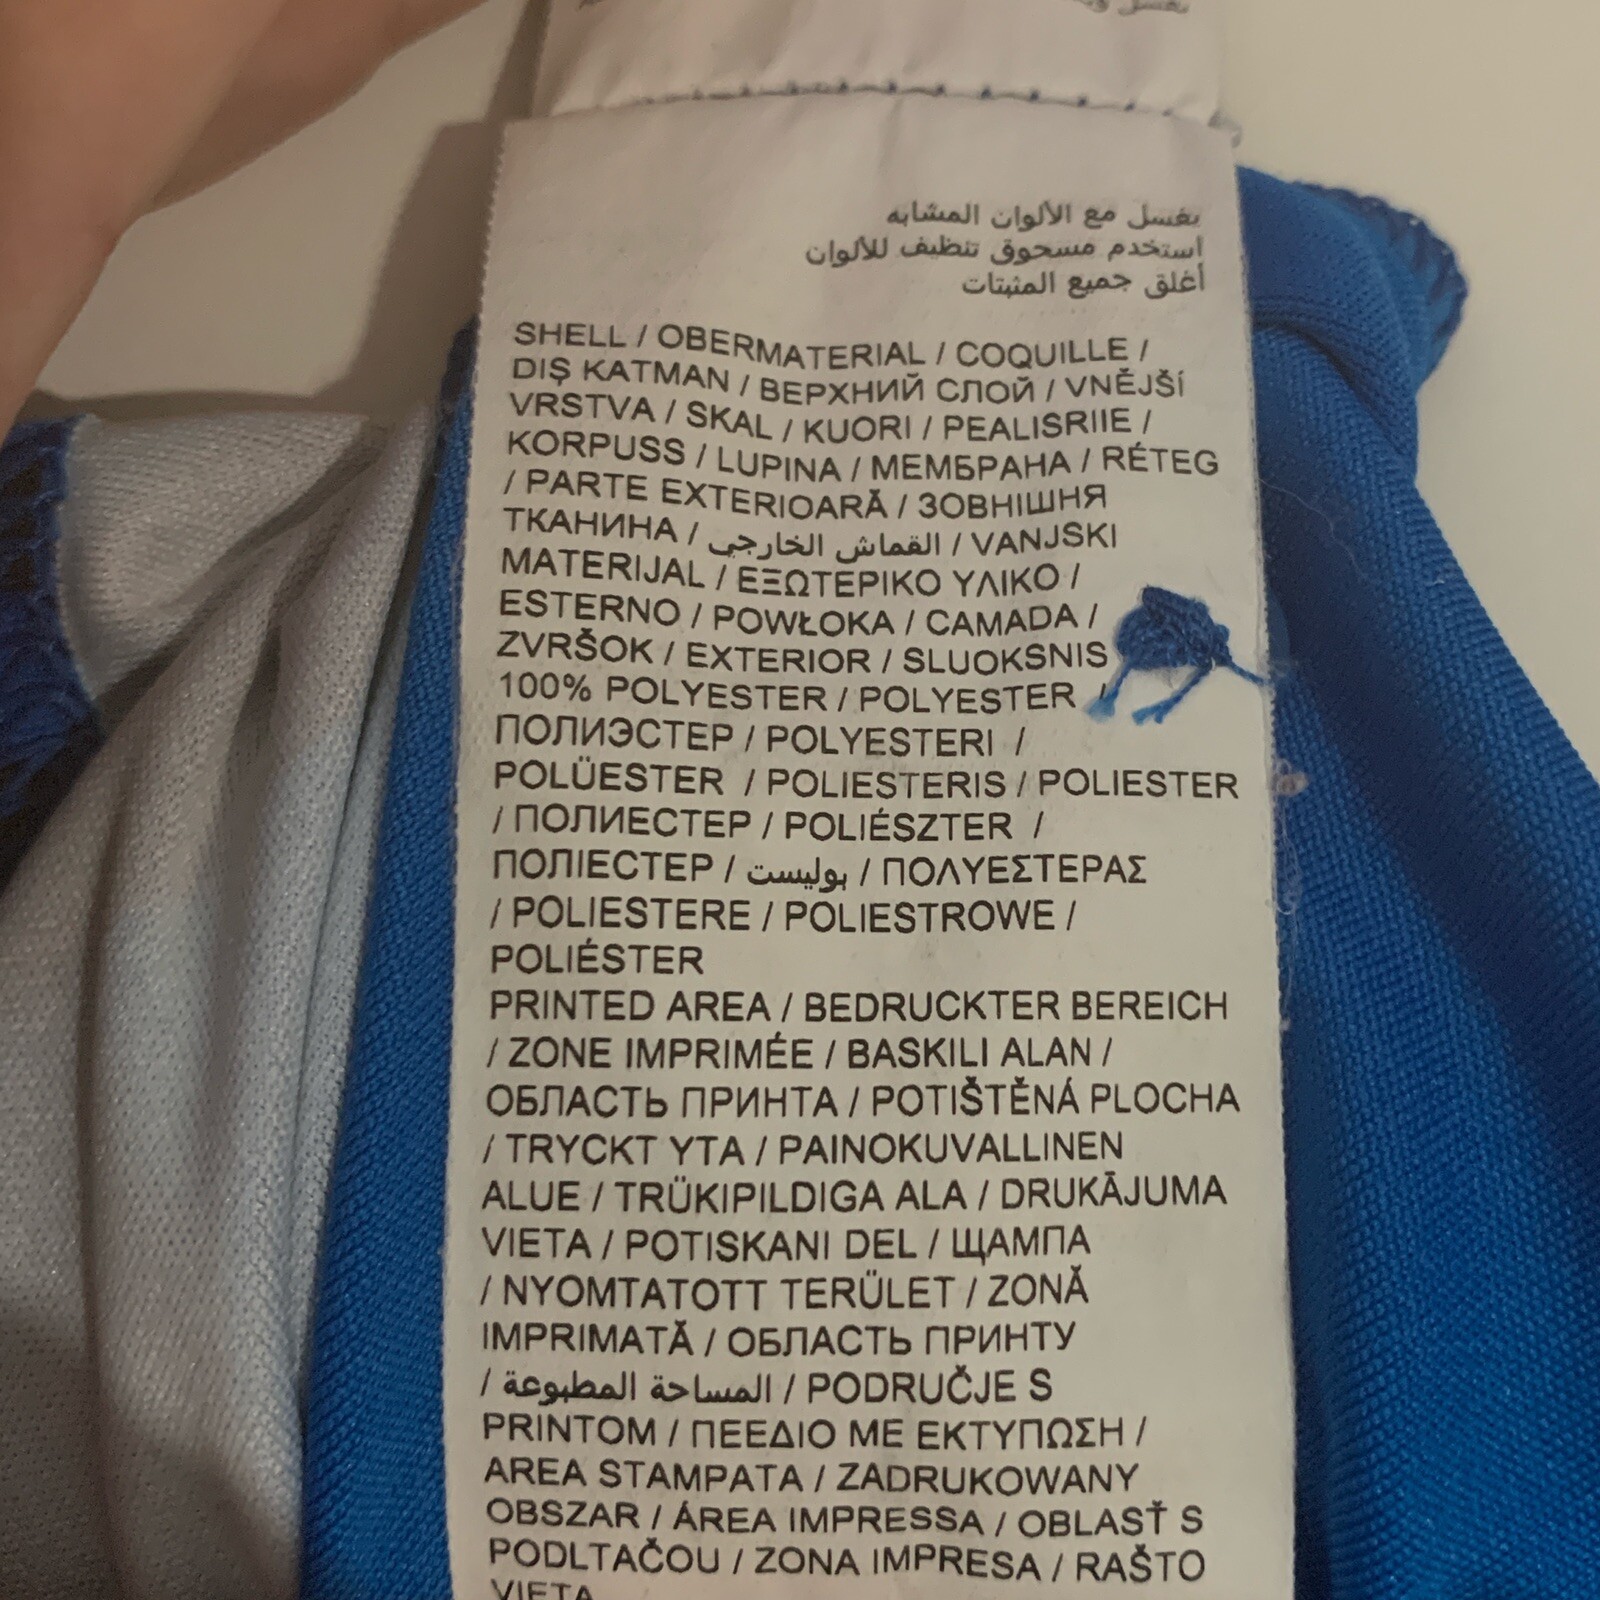 يغسل مع الألوان المشابه
استخدم مسحوق تنظيف للألوان
أغلق جميع المثبتات
SHELL / OBERMATERIAL / COQUILLE /
DIŞ KATMAN / ВЕРХНИЙ СЛОЙ / VNĚJŠÍ
VRSTVA / SKAL / KUORI / PEALISRIIE /
KORPUSS / LUPINA / МЕМБРАНА / RÉTEG
/ PARTE EXTERIOARĂ / ЗОВНІШНЯ
ТКАНИНА / القماش الخارجي / VANJSKI
MATERIJAL / ΕΞΩΤΕΡΙΚΟ ΥΛΙΚΟ /
ESTERNO / POWŁOKA / CAMADA /
ZVRŠOK / EXTERIOR / SLUOKSNIS
100% POLYESTER / POLYESTER /
ПОЛИЭСТЕР / POLYESTERI /
POLÜESTER / POLIESTERIS / POLIESTER
/ ПОЛИЕСТЕР / POLIÉSZTER /
ПОЛІЕСТЕР / بوليست / ΠΟΛΥΕΣΤΕΡΑΣ
/ POLIESTERE / POLIESTROWE /
POLIÉSTER
PRINTED AREA / BEDRUCKTER BEREICH
/ ZONE IMPRIMÉE / BASKILI ALAN /
ОБЛАСТЬ ПРИНТА / POTIŠTĚNÁ PLOCHA
/ TRYCKT YTA / PAINOKUVALLINEN
ALUE / TRÜKIPILDIGA ALA / DRUKĀJUMA
VIETA / POTISKANI DEL / ЩАМПА
/ NYOMTATOTT TERÜLET / ZONĂ
IMPRIMATĂ / ОБЛАСТЬ ПРИНТУ
/ المساحة المطبوعة / PODRUČJE S
PRINTOM / ΠΕΕΔΙΟ ΜΕ ΕΚΤΥΠΩΣΗ /
AREA STAMPATA / ZADRUKOWANY
OBSZAR / ÁREA IMPRESSA / OBLASŤ S
PODLTAČOU / ZONA IMPRESA / RAŠTO
VIETA